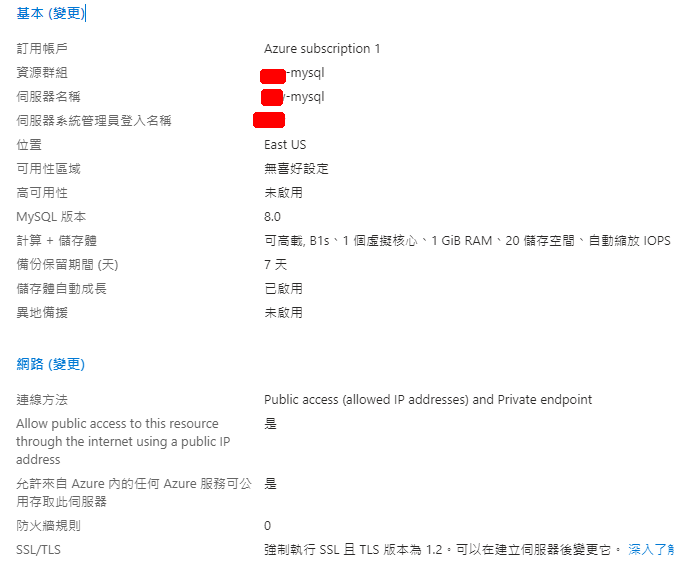 基本 (變更)
訂用帳戶 Azure subscription 1
資源群組 -mysql
伺服器名稱 -mysql
伺服器系統管理員登入名稱
位置 East US
可用性區域 無喜好設定
高可用性 未啟用
MySQL 版本 8.0
計算 + 儲存體 可高載, B1s、1 個虛擬核心、1 GiB RAM、20 儲存空間、自動縮放 IOPS
備份保留期間 (天) 7 天
儲存體自動成長 已啟用
異地備援 未啟用
網路 (變更)
連線方法 Public access (allowed IP addresses) and Private endpoint
Allow public access to this resource 是
through the internet using a public IP
address
允許來自 Azure 內的任何 Azure 服務可公 是
用存取此伺服器
防火牆規則 0
SSL/TLS 強制執行 SSL 且 TLS 版本為 1.2。可以在建立伺服器後變更它。 深入了解